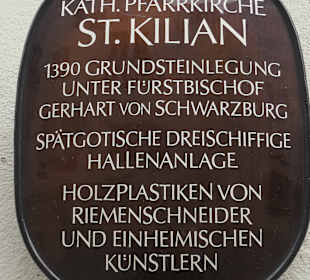 KATH. PFARRKIRCHE
ST. KILIAN
1390 GRUNDSTEINLEGUNG
UNTER FÜRSTBISCHOF
GERHART VON SCHWARZBURG
SPÄTGOTISCHE DREISCHIFFIGE
HALLENANLAGE
HOLZPLASTIKEN VON
RIEMENSCHNEIDER
UND EINHEIMISCHEN
KÜNSTLERN